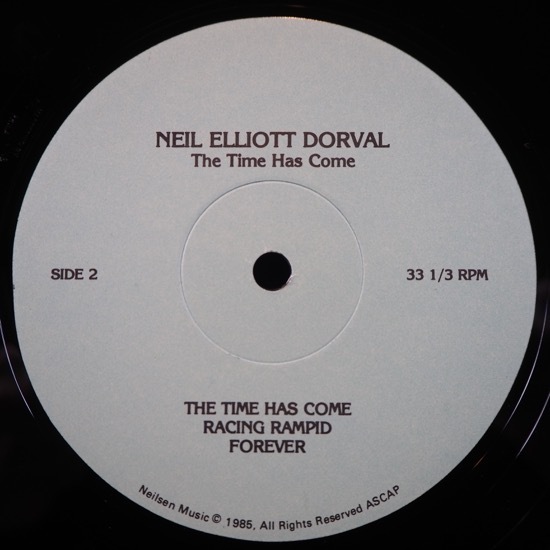 NEIL ELLIOTT DORVAL
The Time Has Come
SIDE 2
33 1/3 RPM
THE TIME HAS COME
RACING RAMPID
FOREVER
Neilsen Music © 1985, All Rights Reserved ASCAP